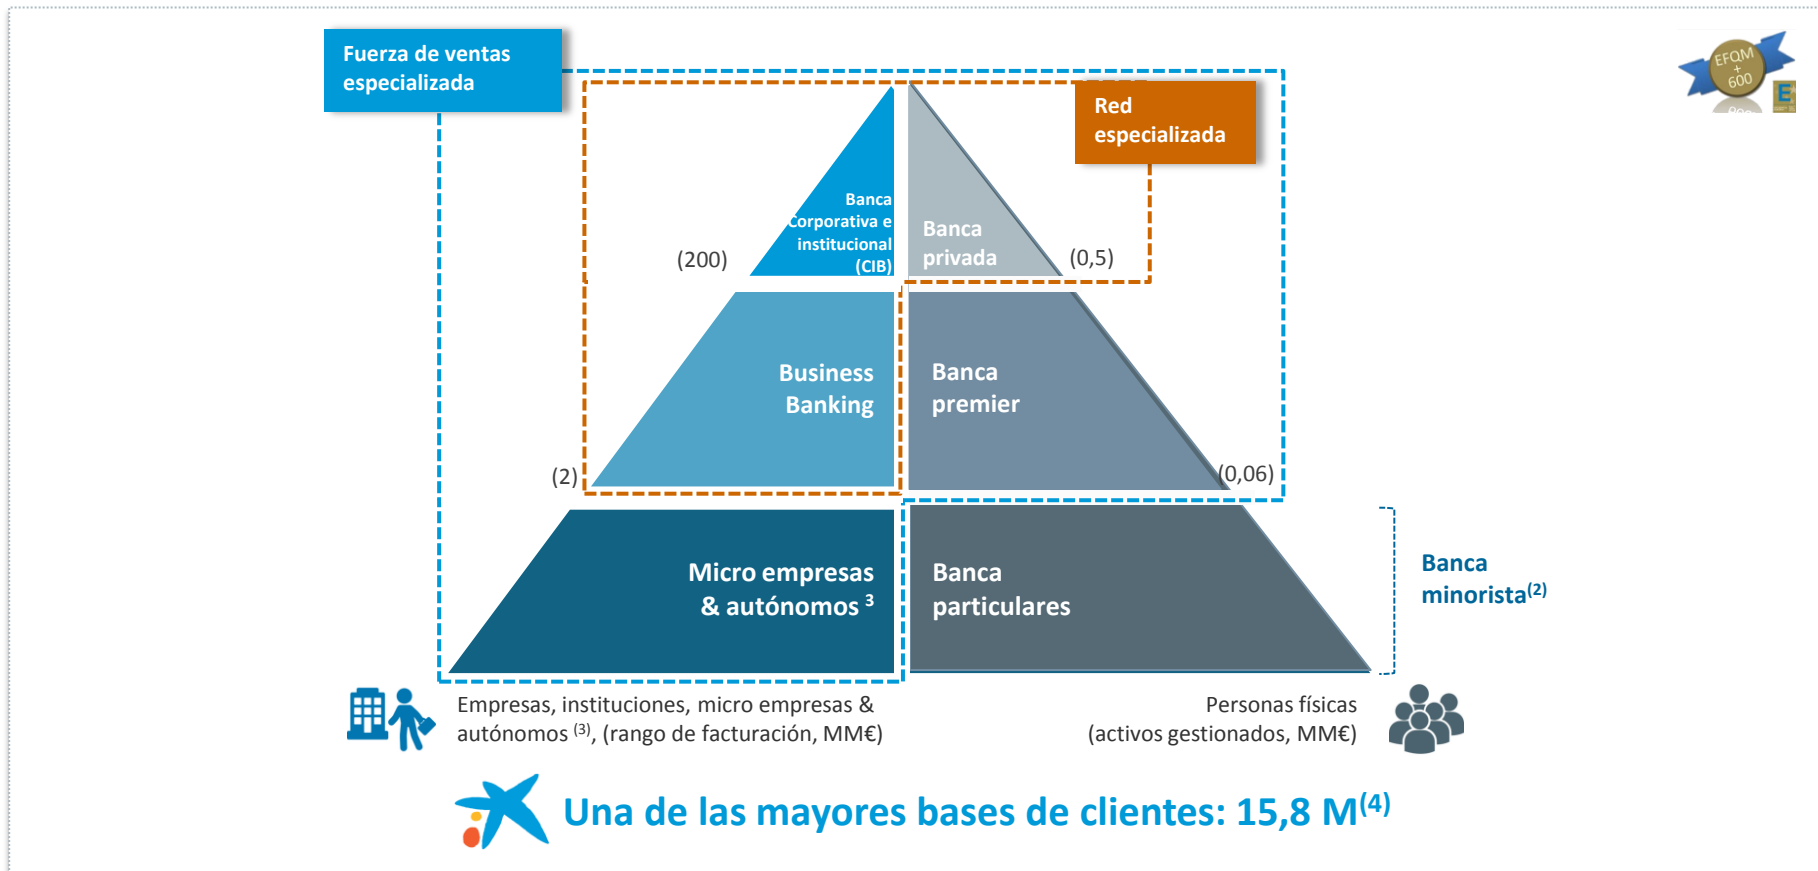 Fuerza de ventas
especializada
EFQM
+
600
E
Red
especializada
Banca
Corporativa e
institucional
(CIB)
Banca
privada
(200)
(0,5)
Business
Banking
Banca
premier
(2)
(0,06)
Micro empresas
& autónomos 3
Banca
particulares
Banca
minorista(2)
Empresas, instituciones, micro empresas &
autónomos (3), (rango de facturación, MM€)
Personas físicas
(activos gestionados, MM€)
Una de las mayores bases de clientes: 15,8 M(4)